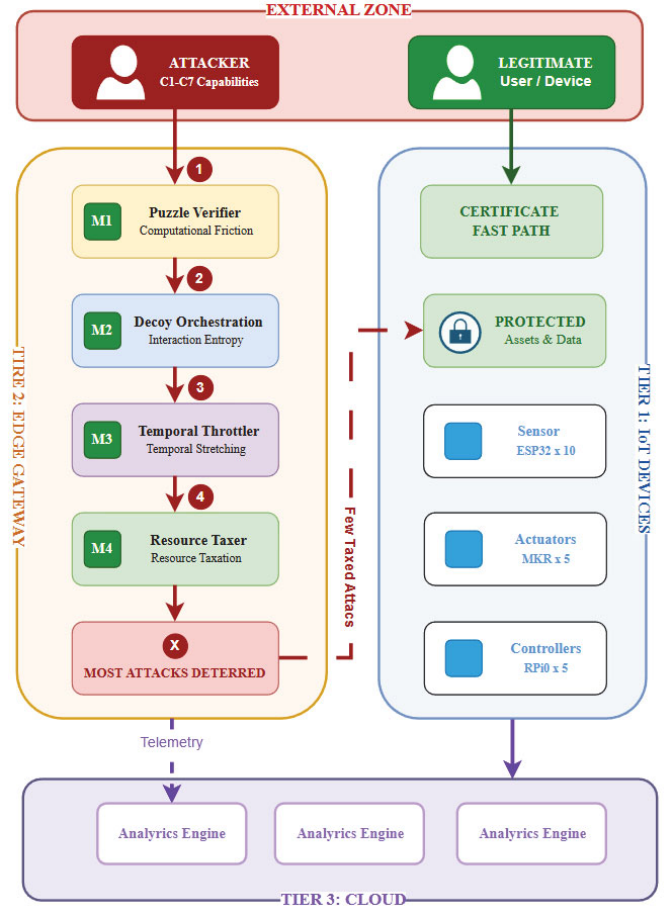 EXTERNAL ZONE
ATTACKER
C1-C7 Capabilities
LEGITIMATE
User / Device
TIRE 2: EDGE GATEWAY
1
M1
Puzzle Verifier
Computational Friction
2
M2
Decoy Orchestration
Interaction Entropy
3
M3
Temporal Throttler
Temporal Stretching
4
M4
Resource Taxer
Resource Taxation
X
MOST ATTACKS DETERRED
Few Taxed Attacs
TIER 1: IoT DEVICES
CERTIFICATE
FAST PATH
PROTECTED
Assets & Data
Sensor
ESP32 x 10
Actuators
MKR x 5
Controllers
RPi0 x 5
Telemetry
Analyrics Engine
Analyrics Engine
Analyrics Engine
TIER 3: CLOUD